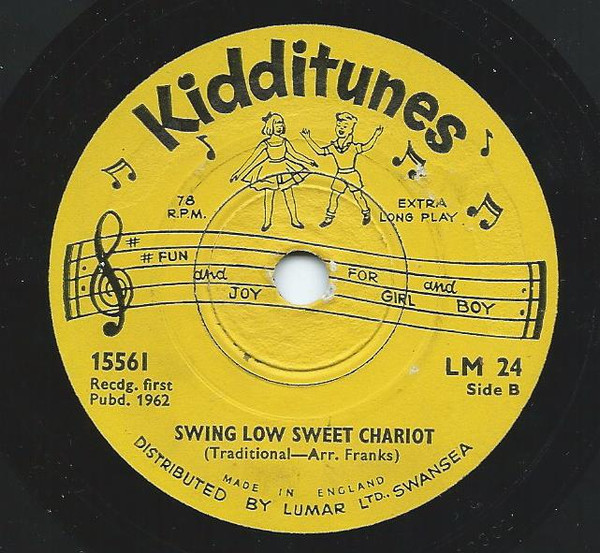 Kidditunes
78
R.P.M.
EXTRA
LONG PLAY
FUN and JOY FOR GIRL and BOY
15561
Recdg. first
Pubd. 1962
LM 24
Side B
SWING LOW SWEET CHARIOT
(Traditional—Arr. Franks)
MADE IN ENGLAND
DISTRIBUTED BY LUMAR LTD., SWANSEA